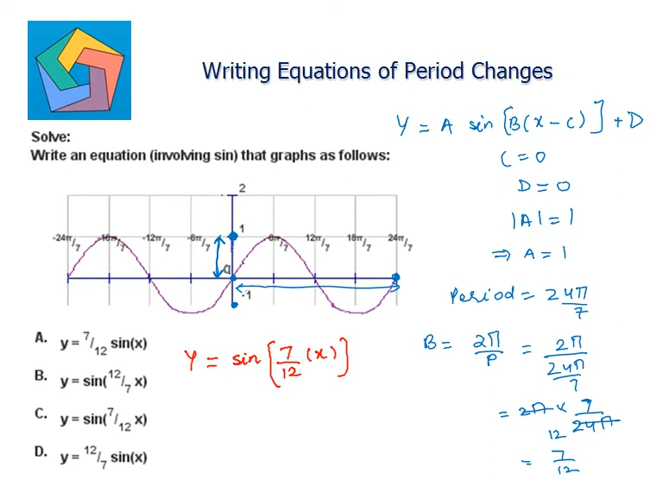 Writing Equations of Period Changes
Y = A sin [B(x - C)] + D
Solve:
Write an equation (involving sin) that graphs as follows:
C = 0
D = 0
|A| = 1
⇒ A = 1
2
1
-24π/7 -18π/7 -12π/7 -6π/7 6π/7 12π/7 18π/7 24π/7
0
-1
Period = 24π/7
B = 2π/P = 2π/(24π/7)
= 2π × 7/24π
12
= 7/12
A. y = 7/12 sin(x)
B. y = sin(12/7 x)
C. y = sin(7/12 x)
D. y = 12/7 sin(x)
Y = sin [7/12 (x)]